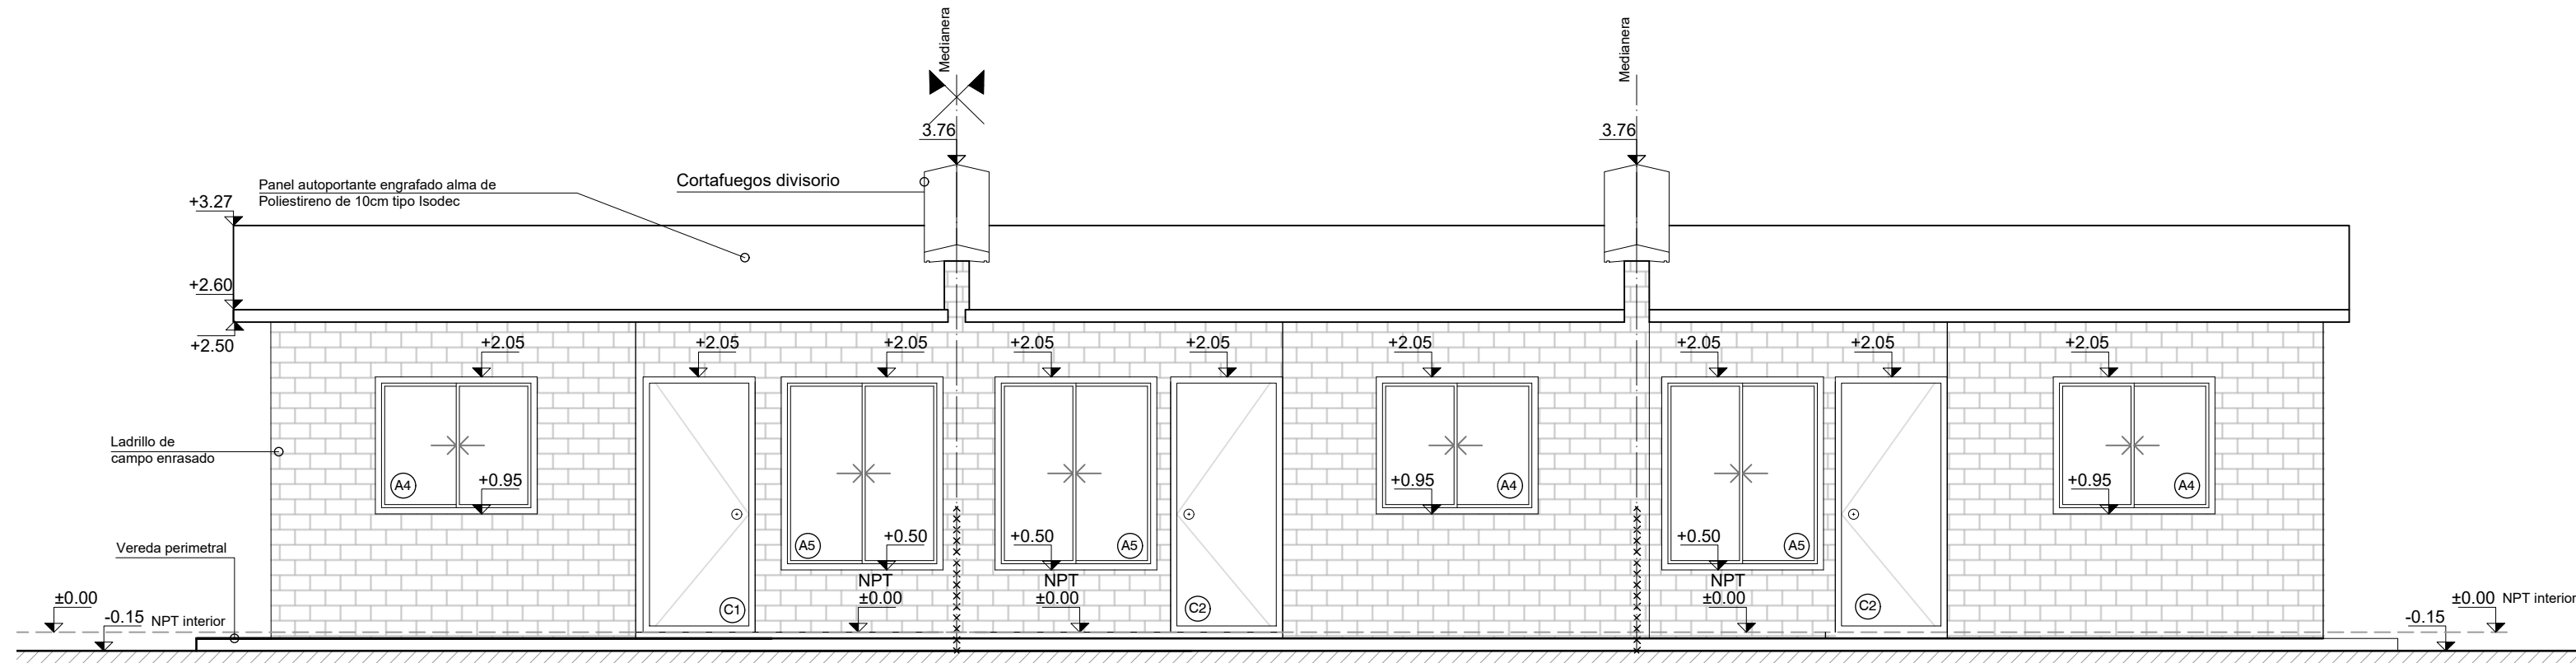 Medianera
Medianera
3.76
3.76
Cortafuegos divisorio
Panel autoportante engrafado alma de
Poliestireno de 10cm tipo Isodec
+3.27
+2.60
+2.50
+2.05
+2.05
+2.05
+2.05
+2.05
+2.05
+2.05
+2.05
+2.05
Ladrillo de
campo enrasado
A4
+0.95
+0.95
A4
+0.95
A4
Vereda perimetral
A5
+0.50
+0.50
A5
+0.50
A5
NPT
±0.00
NPT
±0.00
NPT
±0.00
C1
C2
C2
±0.00
-0.15 NPT interior
±0.00 NPT interior
-0.15